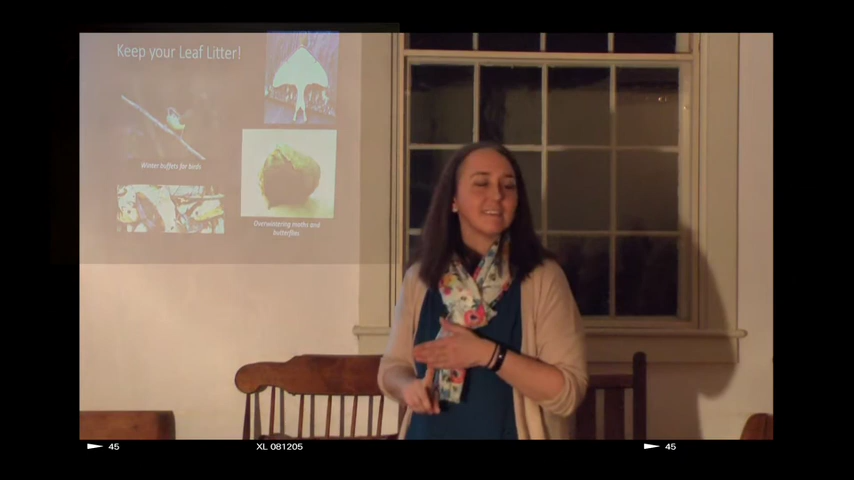 Keep your Leaf Litter!
Winter buffets for birds
Overwintering moths and
butterflies
45
XL 081205
45